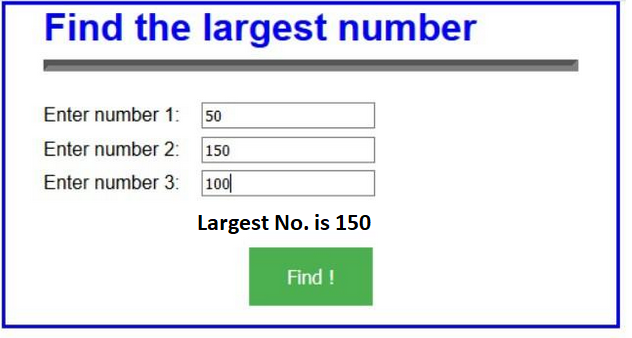 Find the largest number
Enter number 1: 50
Enter number 2: 150
Enter number 3: 100
Largest No. is 150
Find !